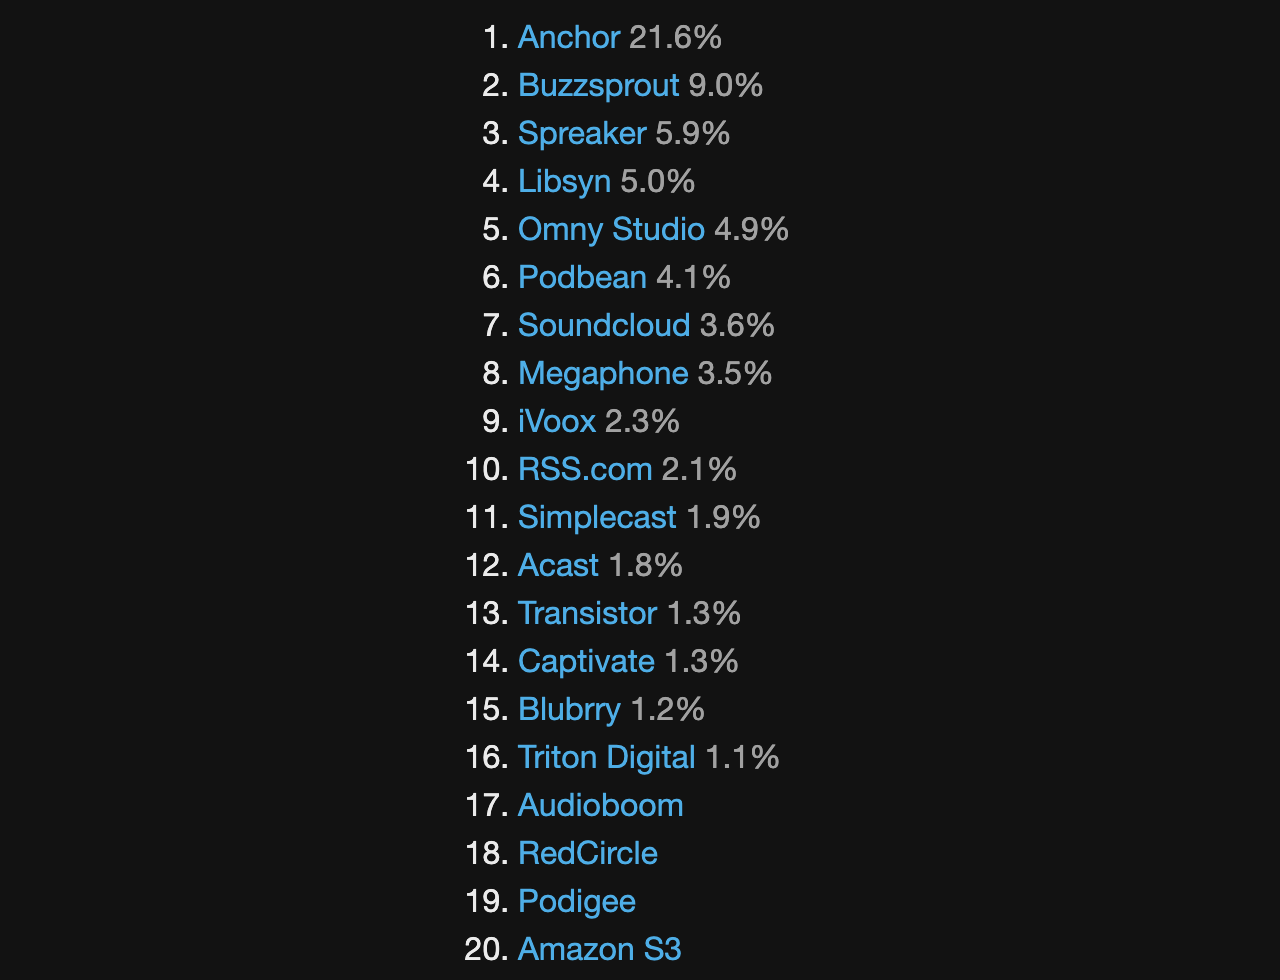 1. Anchor 21.6%
2. Buzzsprout 9.0%
3. Spreaker 5.9%
4. Libsyn 5.0%
5. Omny Studio 4.9%
6. Podbean 4.1%
7. Soundcloud 3.6%
8. Megaphone 3.5%
9. iVoox 2.3%
10. RSS.com 2.1%
11. Simplecast 1.9%
12. Acast 1.8%
13. Transistor 1.3%
14. Captivate 1.3%
15. Blubrry 1.2%
16. Triton Digital 1.1%
17. Audioboom
18. RedCircle
19. Podigee
20. Amazon S3